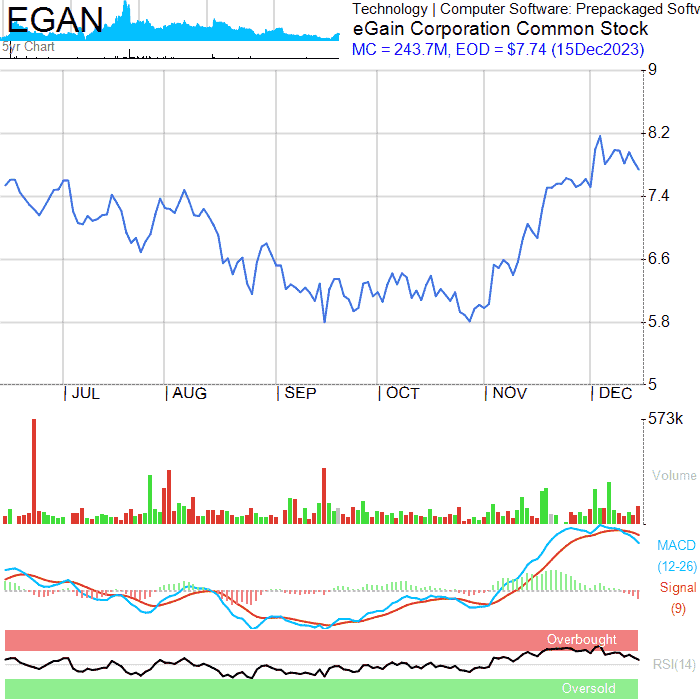 EGAN
5yr Chart
Technology | Computer Software: Prepackaged Softw
eGain Corporation Common Stock
MC = 243.7M, EOD = $7.74 (15Dec2023)
9
8.2
7.4
6.6
5.8
5
| JUL | AUG | SEP | OCT | NOV | DEC
573k
Volume
MACD
(12-26)
Signal
(9)
Overbought
RSI(14)
Oversold